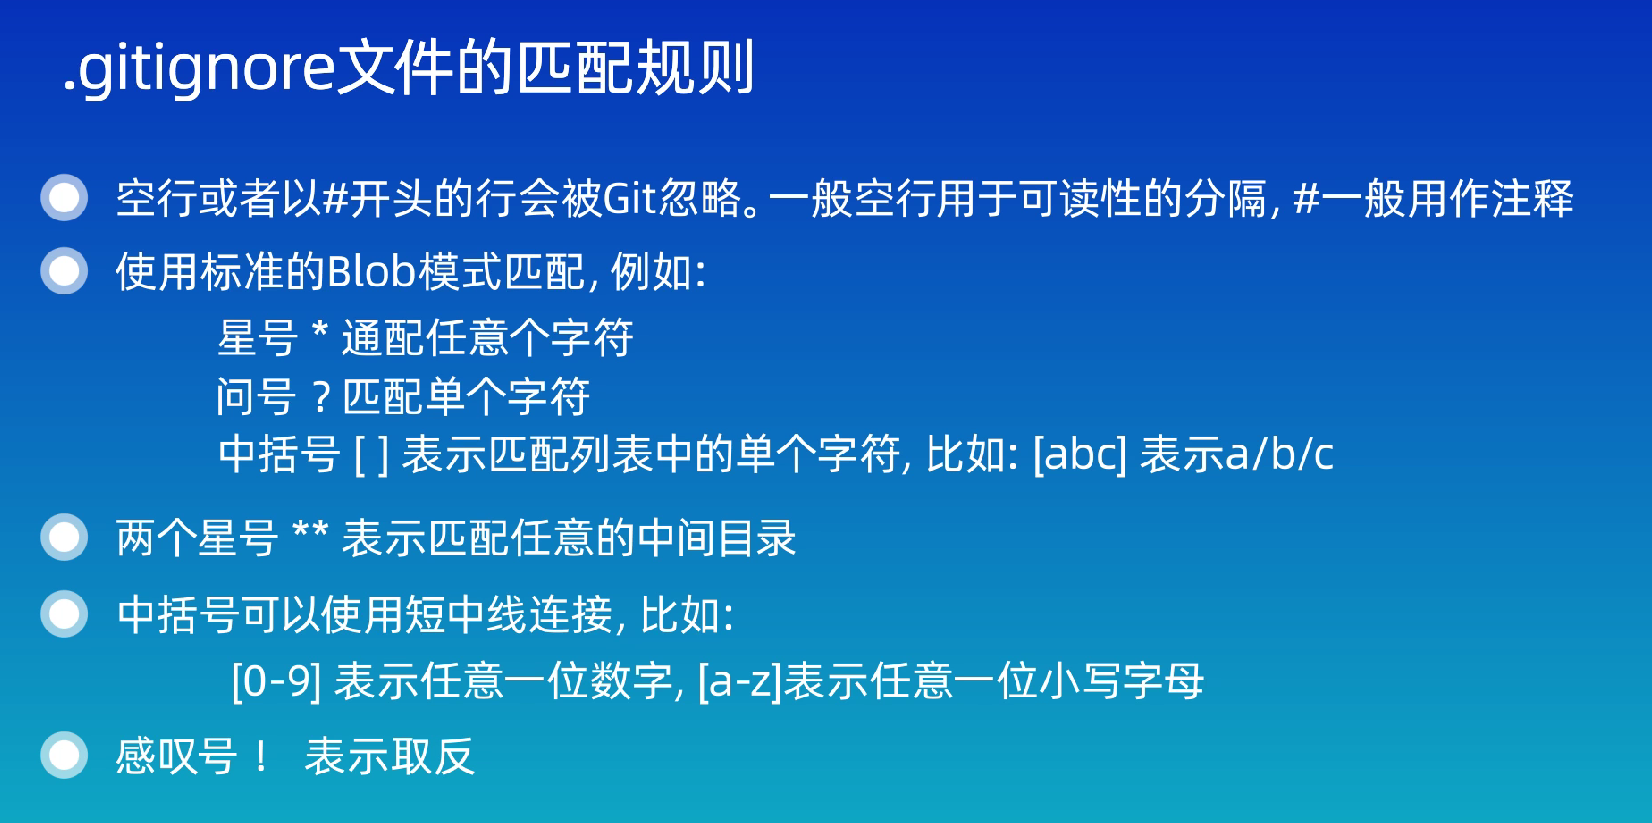 .gitignore文件的匹配规则
空行或者以#开头的行会被Git忽略。一般空行用于可读性的分隔, #一般用作注释
使用标准的Blob模式匹配, 例如:
星号 * 通配任意个字符
问号 ? 匹配单个字符
中括号 [ ] 表示匹配列表中的单个字符, 比如: [abc] 表示a/b/c
两个星号 ** 表示匹配任意的中间目录
中括号可以使用短中线连接, 比如:
[0-9] 表示任意一位数字, [a-z]表示任意一位小写字母
感叹号 ！ 表示取反